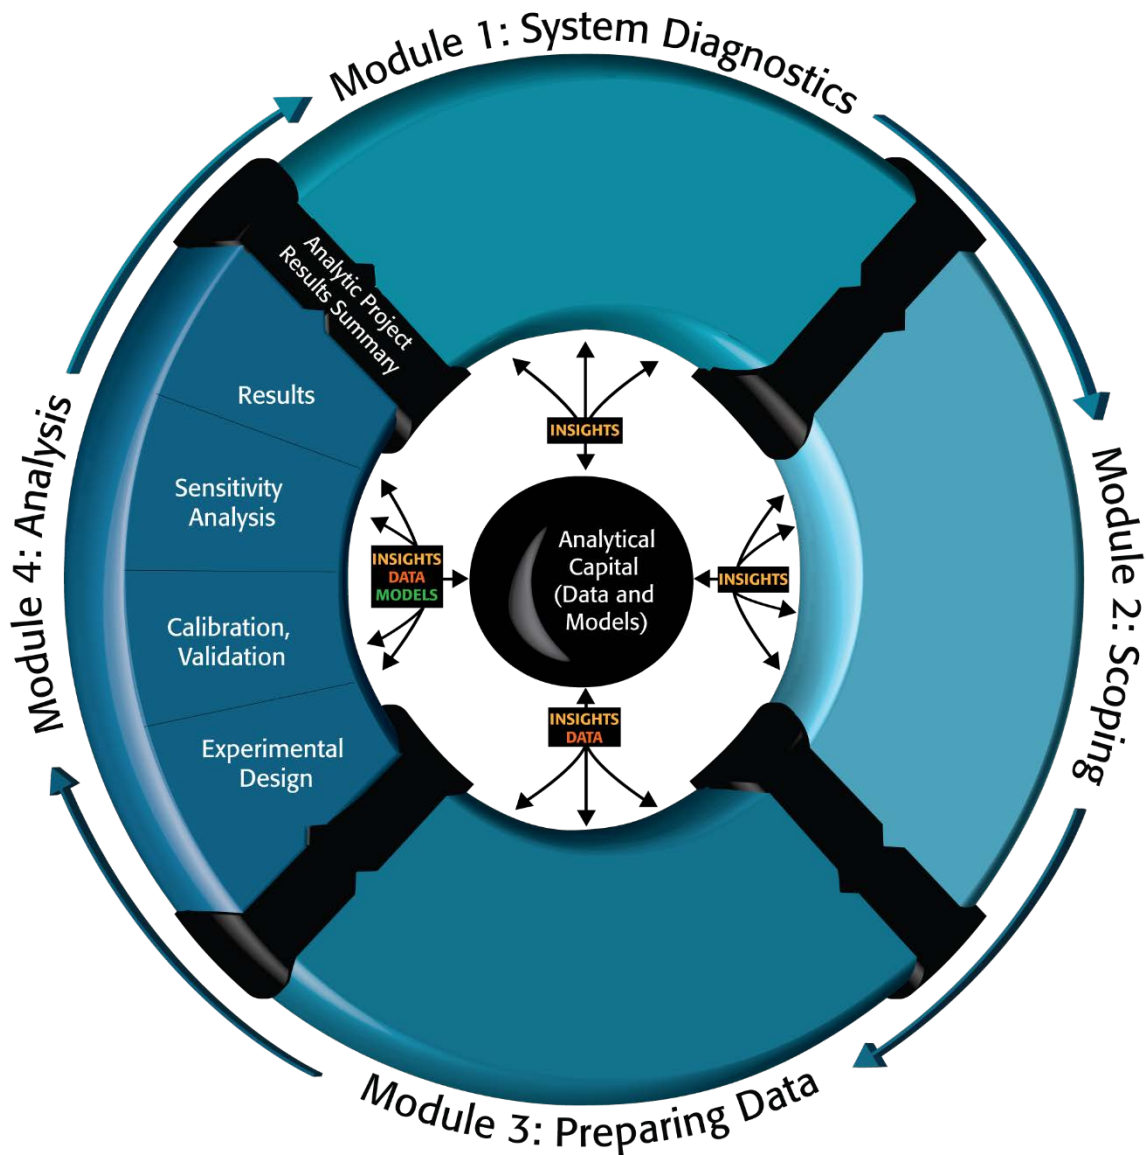 Module 1: System Diagnostics
Analytic Project
Results Summary
Results
Sensitivity
Analysis
Calibration,
Validation
Experimental
Design
Module 4: Analysis
INSIGHTS
INSIGHTS
DATA
MODELS
Analytical
Capital
(Data and
Models)
INSIGHTS
INSIGHTS
DATA
Module 2: Scoping
Module 3: Preparing Data